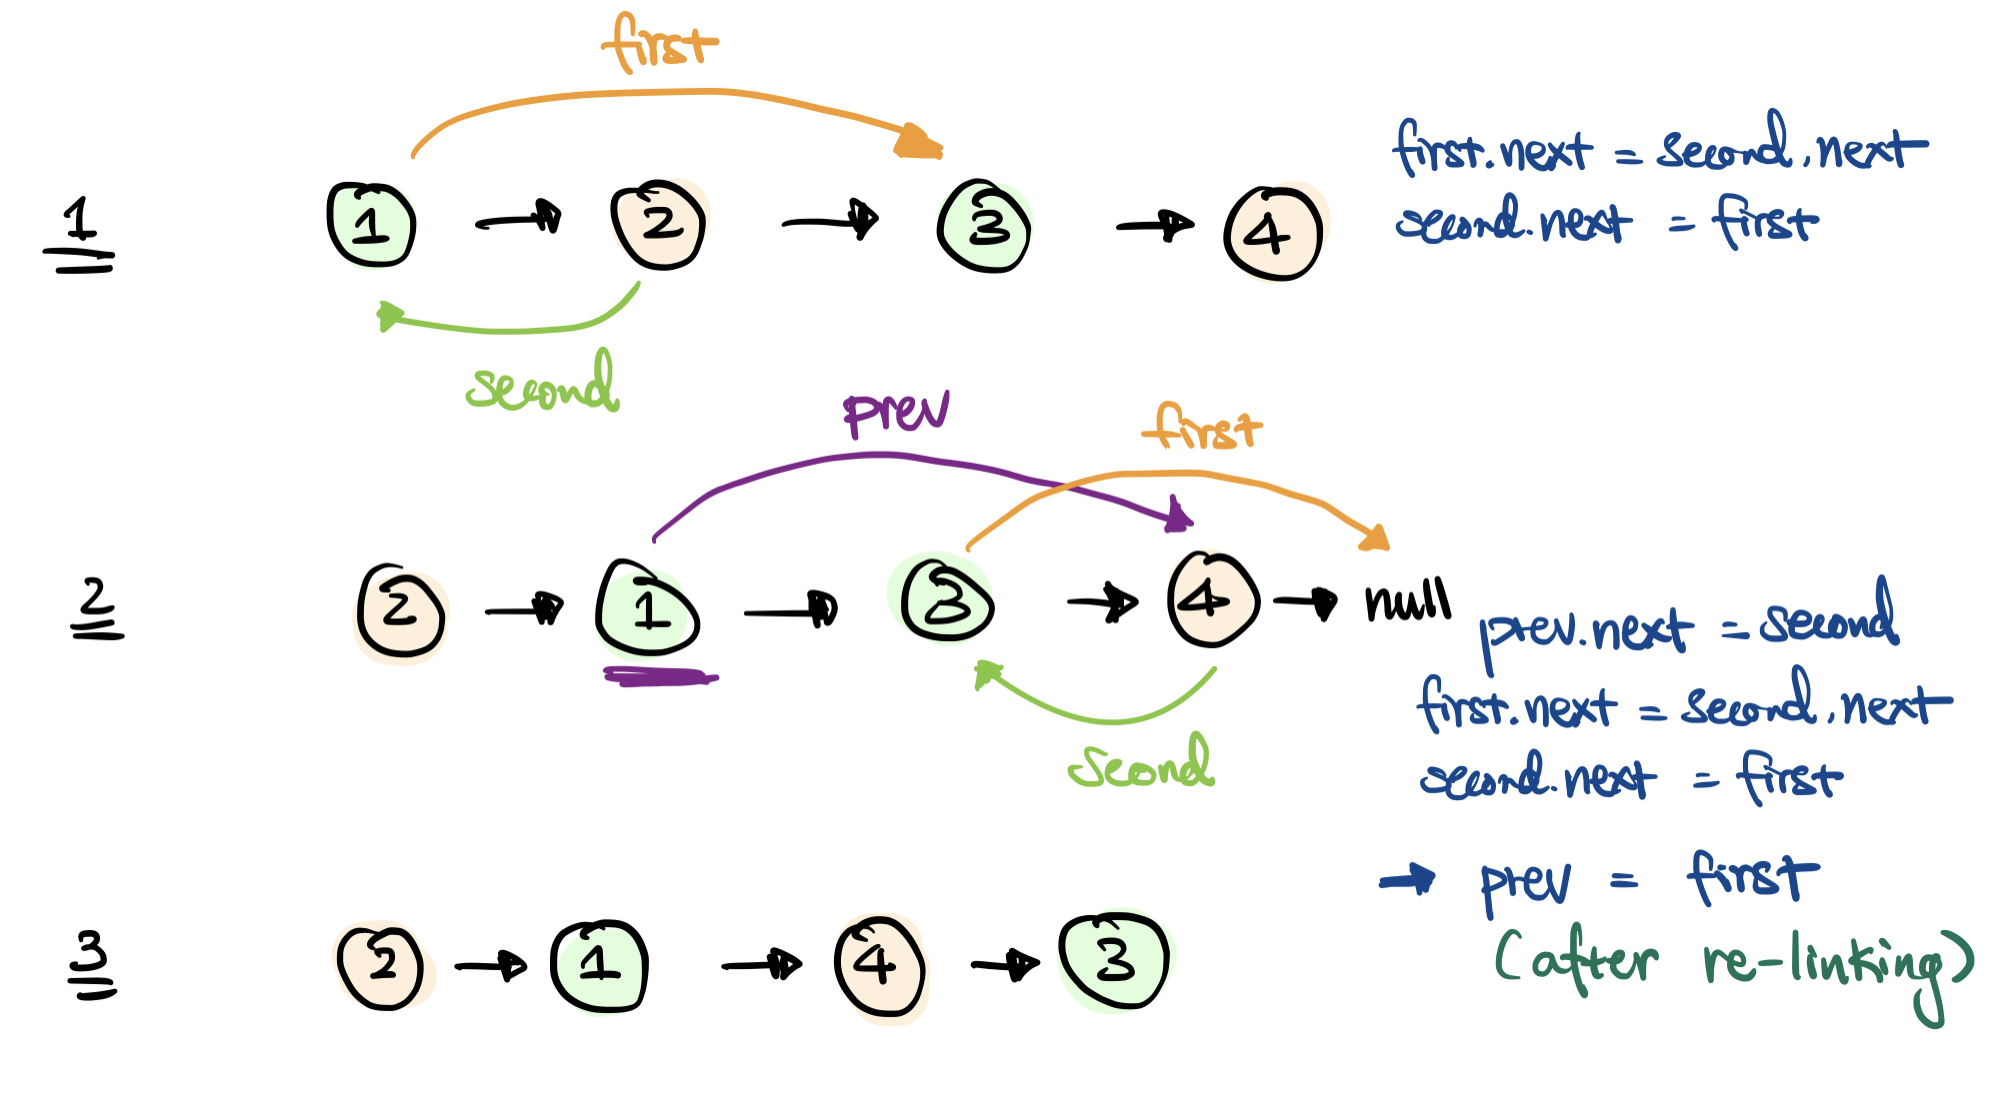 first
1
1 → 2 → 3 → 4
first.next = second.next
second.next = first
second
prev
first
2
2 → 1 → 3 → 4 → null
prev.next = second
first.next = second.next
second.next = first
second
→ prev = first
(after re-linking)
3
2 → 1 → 4 → 3